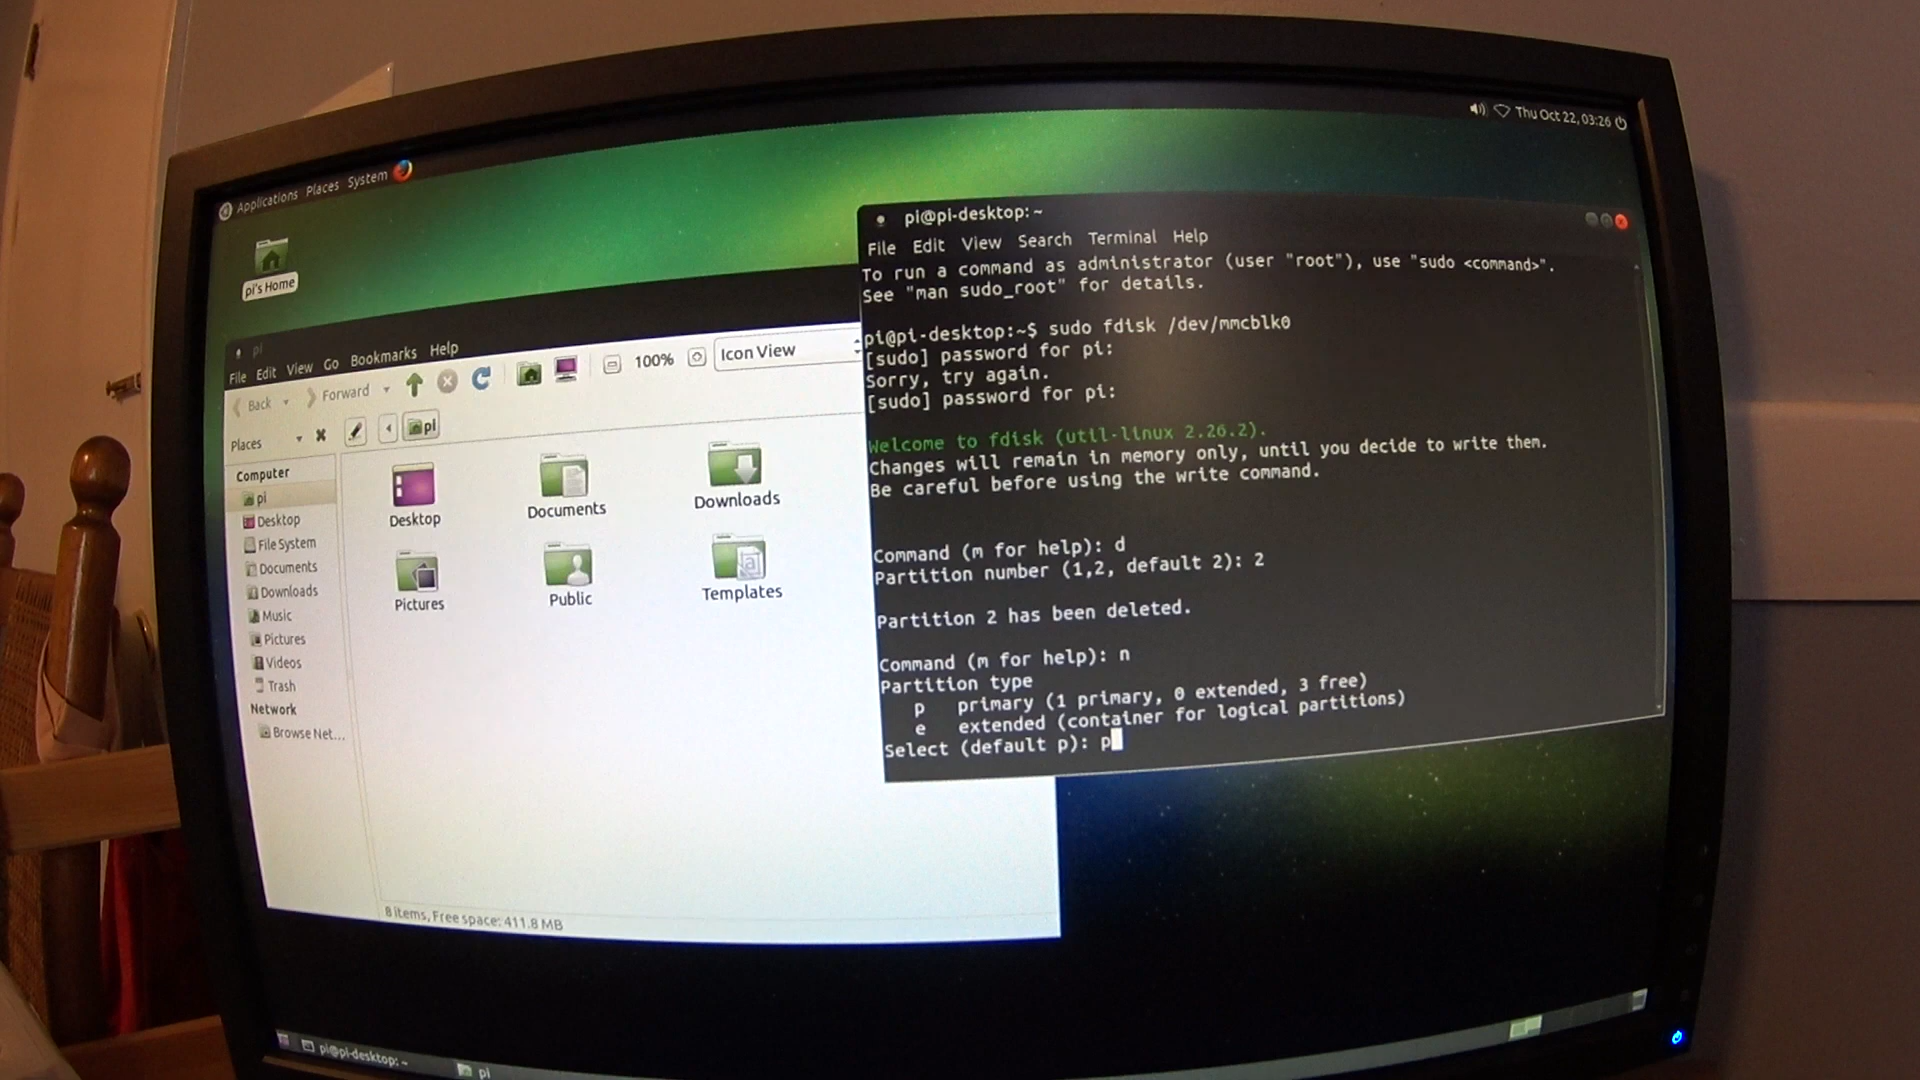 Applications Places System
Thu Oct 22, 03:26
pi's Home
pi
File Edit View Go Bookmarks Help
Back Forward 100% Icon View
Places pi
Computer
pi
Desktop
File System
Documents
Downloads
Music
Pictures
Videos
Trash
Network
Browse Net...
Desktop Documents Downloads
Pictures Public Templates
8 items, Free space: 411.8 MB
pi@pi-desktop: ~
File Edit View Search Terminal Help
To run a command as administrator (user "root"), use "sudo <command>".
See "man sudo_root" for details.
pi@pi-desktop:~$ sudo fdisk /dev/mmcblk0
[sudo] password for pi:
Sorry, try again.
[sudo] password for pi:
Welcome to fdisk (util-linux 2.26.2).
Changes will remain in memory only, until you decide to write them.
Be careful before using the write command.
Command (m for help): d
Partition number (1,2, default 2): 2
Partition 2 has been deleted.
Command (m for help): n
Partition type
p primary (1 primary, 0 extended, 3 free)
e extended (container for logical partitions)
Select (default p): p
pi@pi-desktop: ~ pi